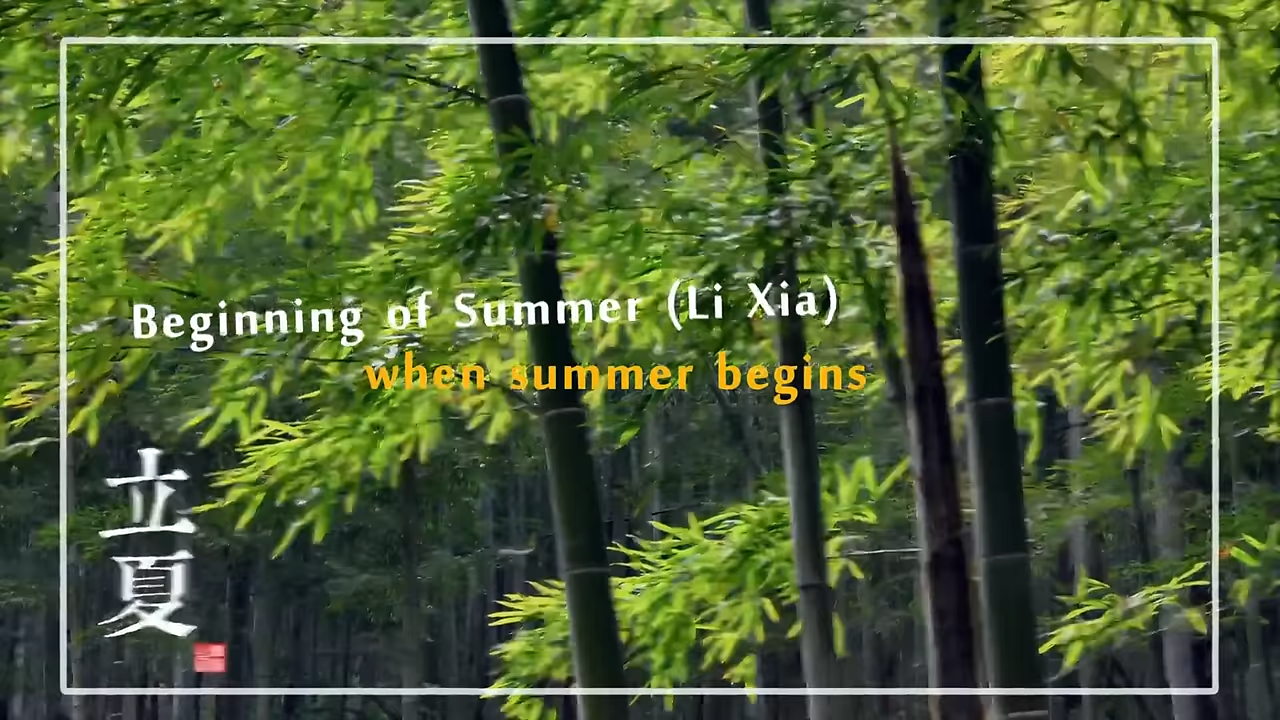 Beginning of Summer (Li Xia)
when summer begins
立夏